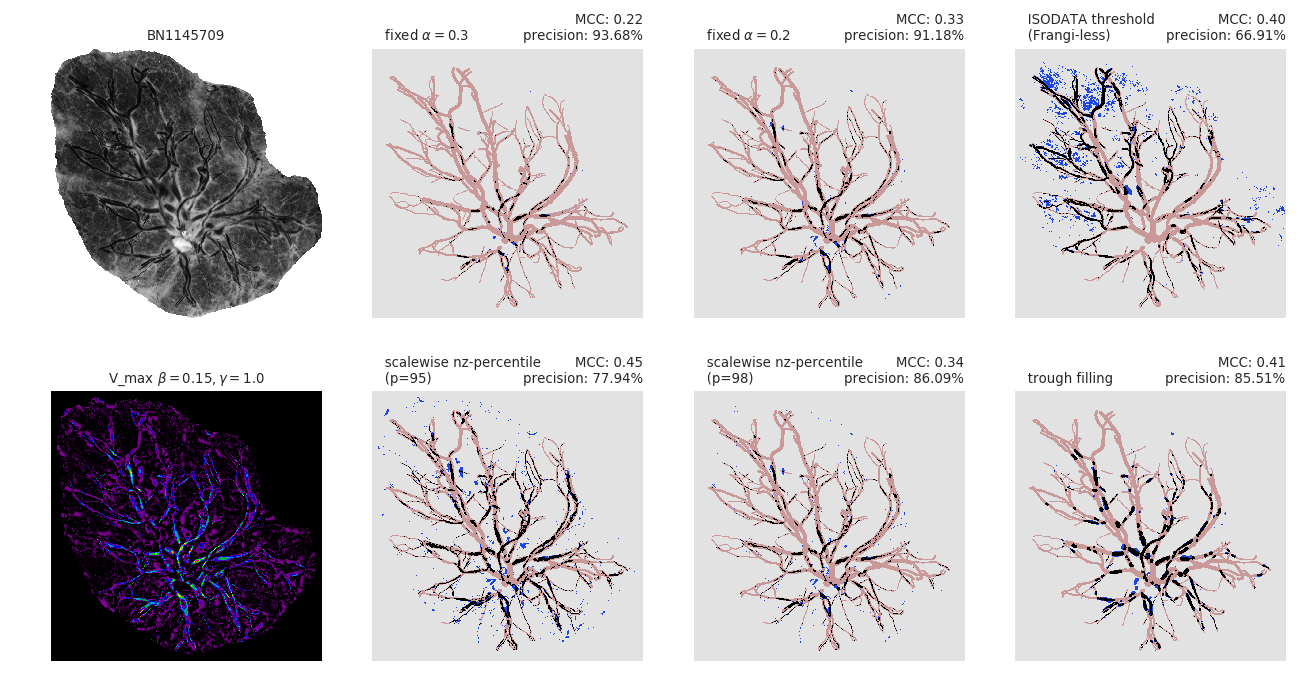 BN1145709
MCC: 0.22
fixed α = 0.3 precision: 93.68%
MCC: 0.33
fixed α = 0.2 precision: 91.18%
ISODATA threshold MCC: 0.40
(Frangi-less) precision: 66.91%
V_max β = 0.15, γ = 1.0
scalewise nz-percentile MCC: 0.45
(p=95) precision: 77.94%
scalewise nz-percentile MCC: 0.34
(p=98) precision: 86.09%
MCC: 0.41
trough filling precision: 85.51%